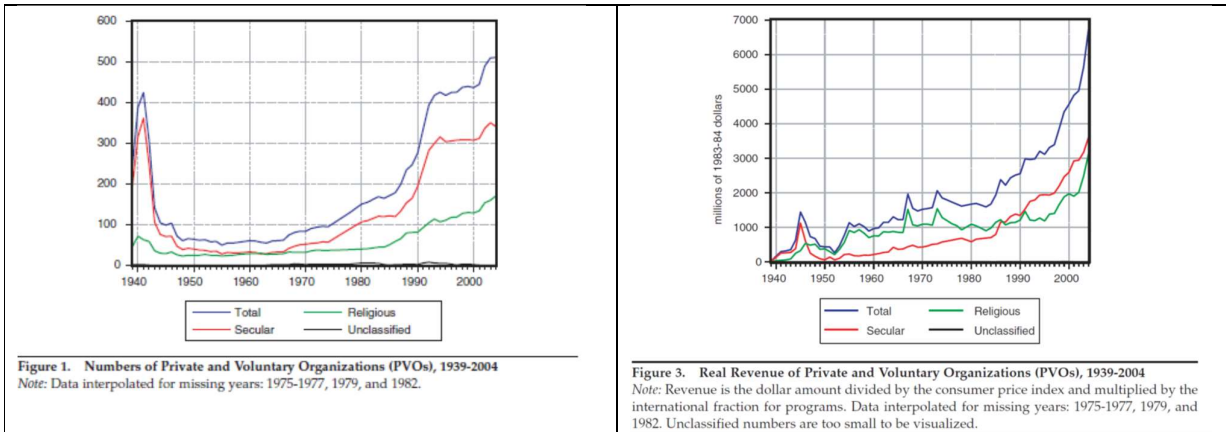 600
500
400
300
200
100
0
1940
1950
1960
1970
1980
1990
2000
Total
Religious
Secular
Unclassified
Figure 1. Numbers of Private and Voluntary Organizations (PVOs), 1939-2004
Note: Data interpolated for missing years: 1975-1977, 1979, and 1982.
7000
6000
5000
4000
3000
2000
1000
0
millions of 1983-84 dollars
1940
1950
1960
1970
1980
1990
2000
Total
Religious
Secular
Unclassified
Figure 3. Real Revenue of Private and Voluntary Organizations (PVOs), 1939-2004
Note: Revenue is the dollar amount divided by the consumer price index and multiplied by the
international fraction for programs. Data interpolated for missing years: 1975-1977, 1979, and
1982. Unclassified numbers are too small to be visualized.